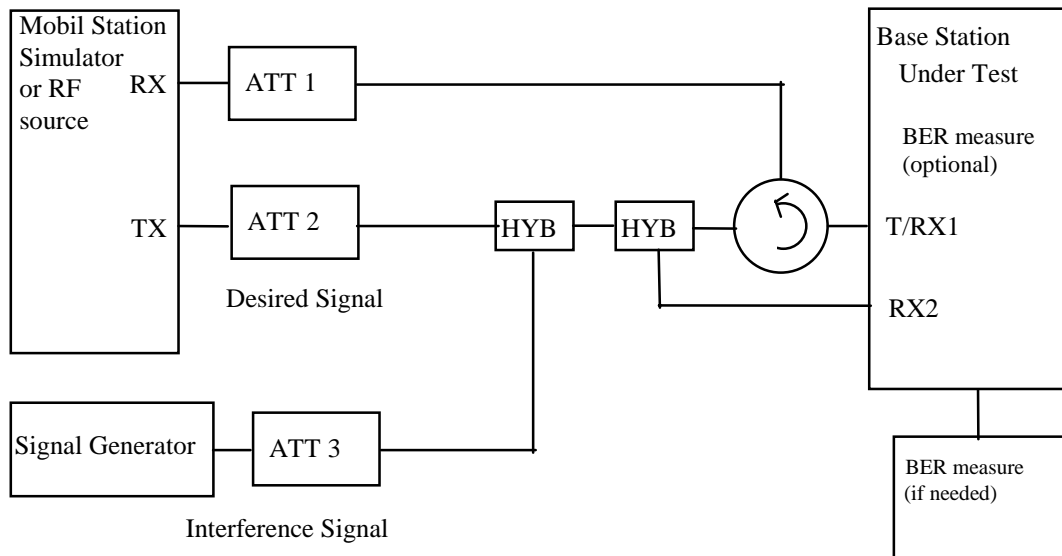 Mobil Station
Simulator
or RF
source
RX
TX
ATT 1
ATT 2
Desired Signal
HYB
HYB
Base Station
Under Test
BER measure
(optional)
T/RX1
RX2
Signal Generator
ATT 3
Interference Signal
BER measure
(if needed)